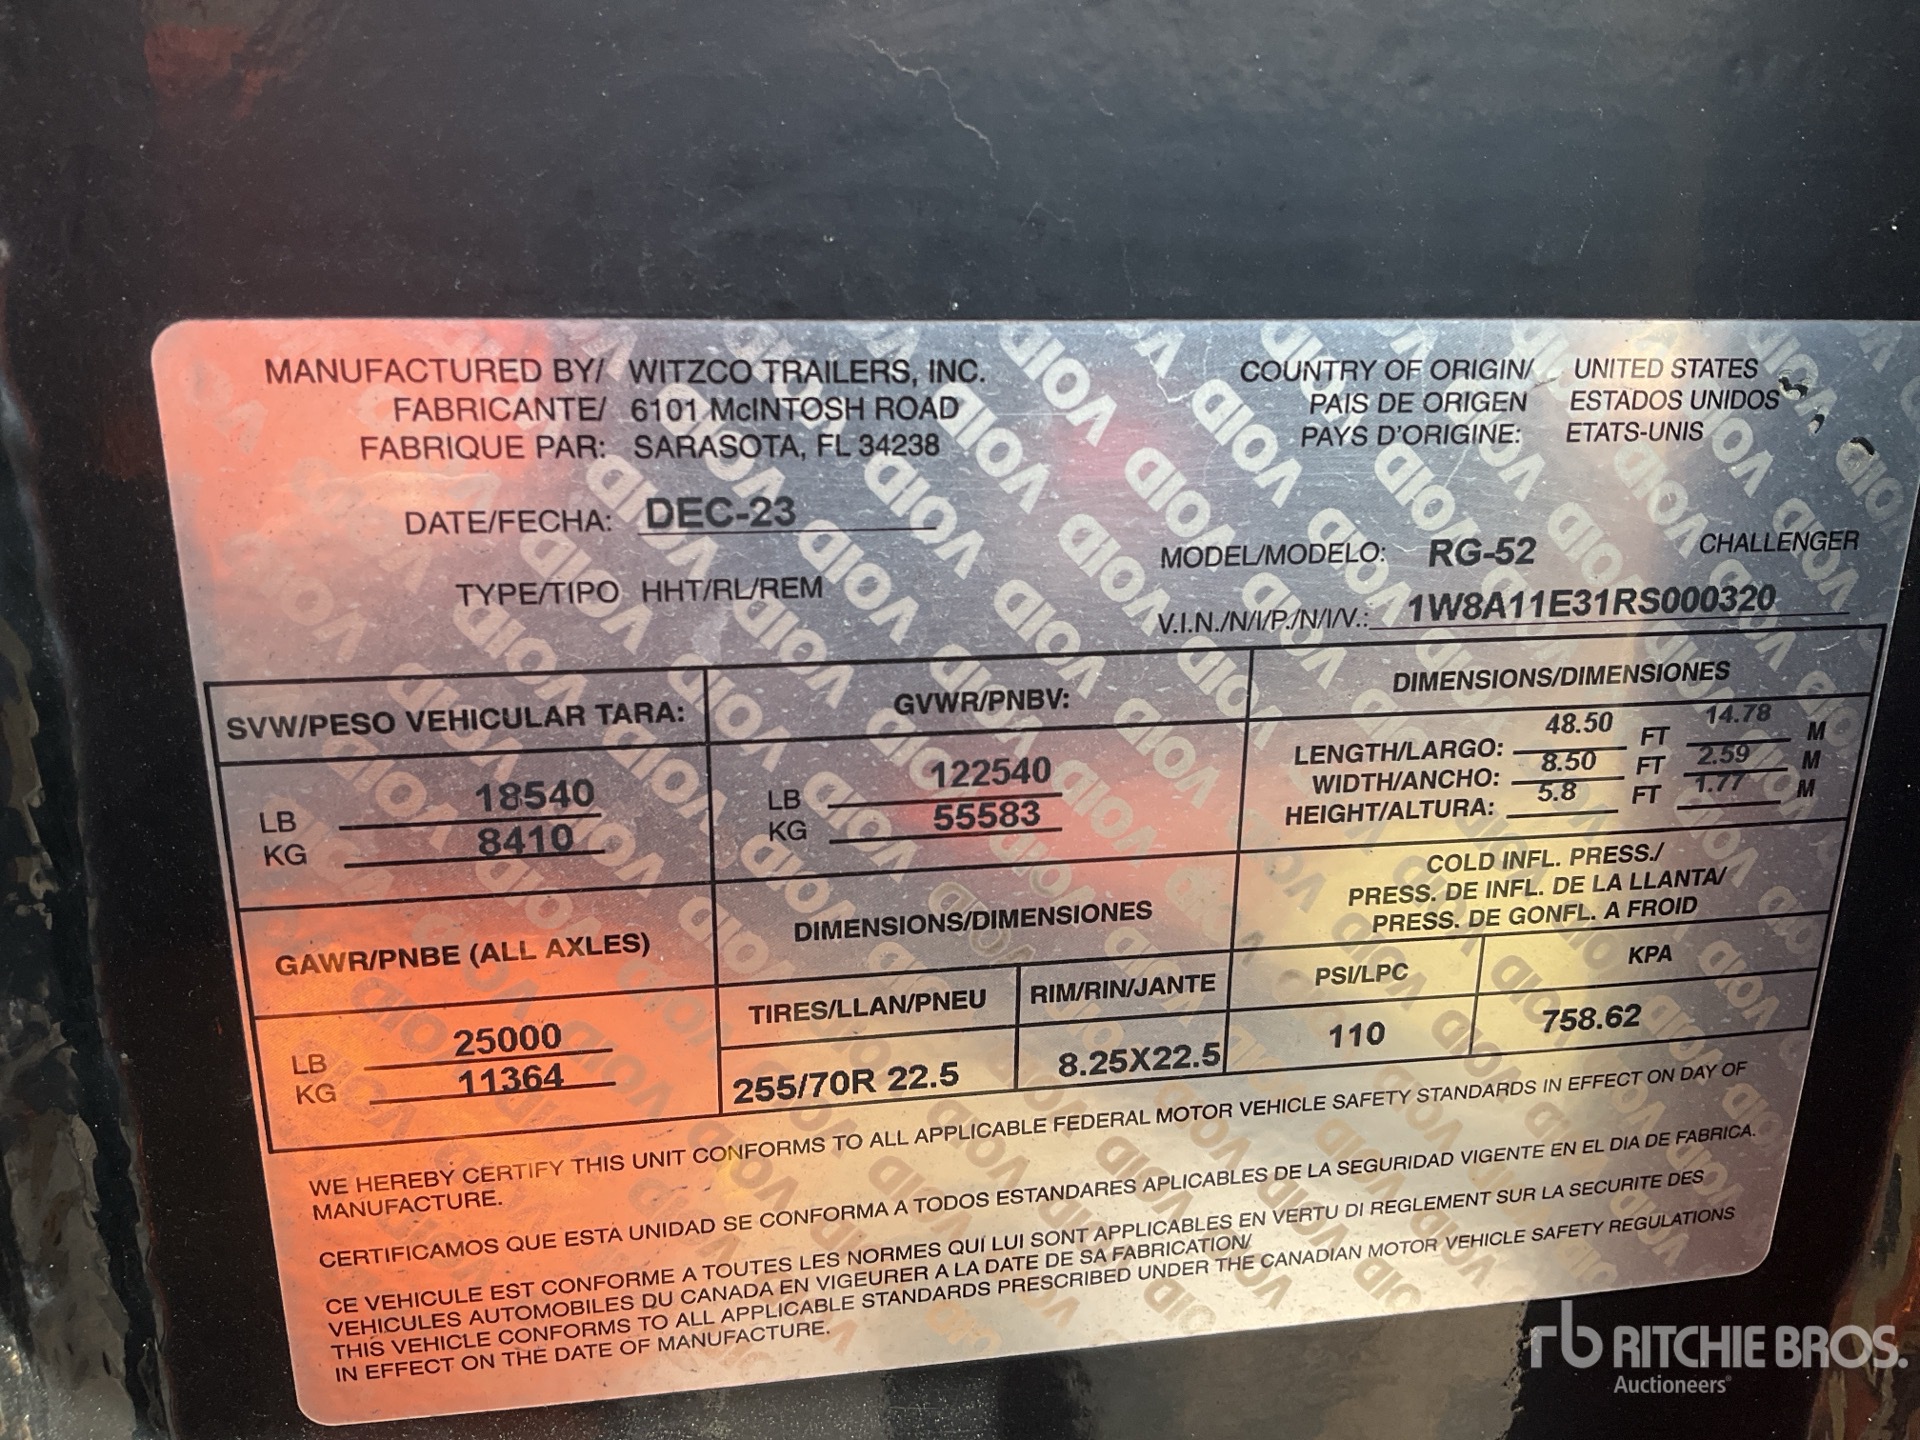 MANUFACTURED BY/ WITZCO TRAILERS, INC.
FABRICANTE/ 6101 McINTOSH ROAD
FABRIQUE PAR: SARASOTA, FL 34238
COUNTRY OF ORIGIN/ UNITED STATES
PAIS DE ORIGEN ESTADOS UNIDOS
PAYS D'ORIGINE: ETATS-UNIS
DATE/FECHA: DEC-23
MODEL/MODELO: RG-52 CHALLENGER
TYPE/TIPO HHT/RL/REM
V.I.N./N/I/P./N/I/V.: 1W8A11E31RS000320
SVW/PESO VEHICULAR TARA:
LB 18540
KG 8410
GVWR/PNBV:
LB 122540
KG 55583
DIMENSIONS/DIMENSIONES
LENGTH/LARGO: 48.50 FT 14.78 M
WIDTH/ANCHO: 8.50 FT 2.59 M
HEIGHT/ALTURA: 5.8 FT 1.77 M
GAWR/PNBE (ALL AXLES)
LB 25000
KG 11364
DIMENSIONS/DIMENSIONES
TIRES/LLAN/PNEU RIM/RIN/JANTE
255/70R 22.5 8.25X22.5
COLD INFL. PRESS./
PRESS. DE INFL. DE LA LLANTA/
PRESS. DE GONFL. A FROID
PSI/LPC KPA
110 758.62
WE HEREBY CERTIFY THIS UNIT CONFORMS TO ALL APPLICABLE FEDERAL MOTOR VEHICLE SAFETY STANDARDS IN EFFECT ON DAY OF
MANUFACTURE.
CERTIFICAMOS QUE ESTA UNIDAD SE CONFORMA A TODOS ESTANDARES APLICABLES DE LA SEGURIDAD VIGENTE EN EL DIA DE FABRICA.
CE VEHICULE EST CONFORME A TOUTES LES NORMES QUI LUI SONT APPLICABLES EN VERTU DI REGLEMENT SUR LA SECURITE DES
VEHICULES AUTOMOBILES DU CANADA EN VIGEURER A LA DATE DE SA FABRICATION/
THIS VEHICLE CONFORMS TO ALL APPLICABLE STANDARDS PRESCRIBED UNDER THE CANADIAN MOTOR VEHICLE SAFETY REGULATIONS
IN EFFECT ON THE DATE OF MANUFACTURE.
rb RITCHIE BROS.
Auctioneers